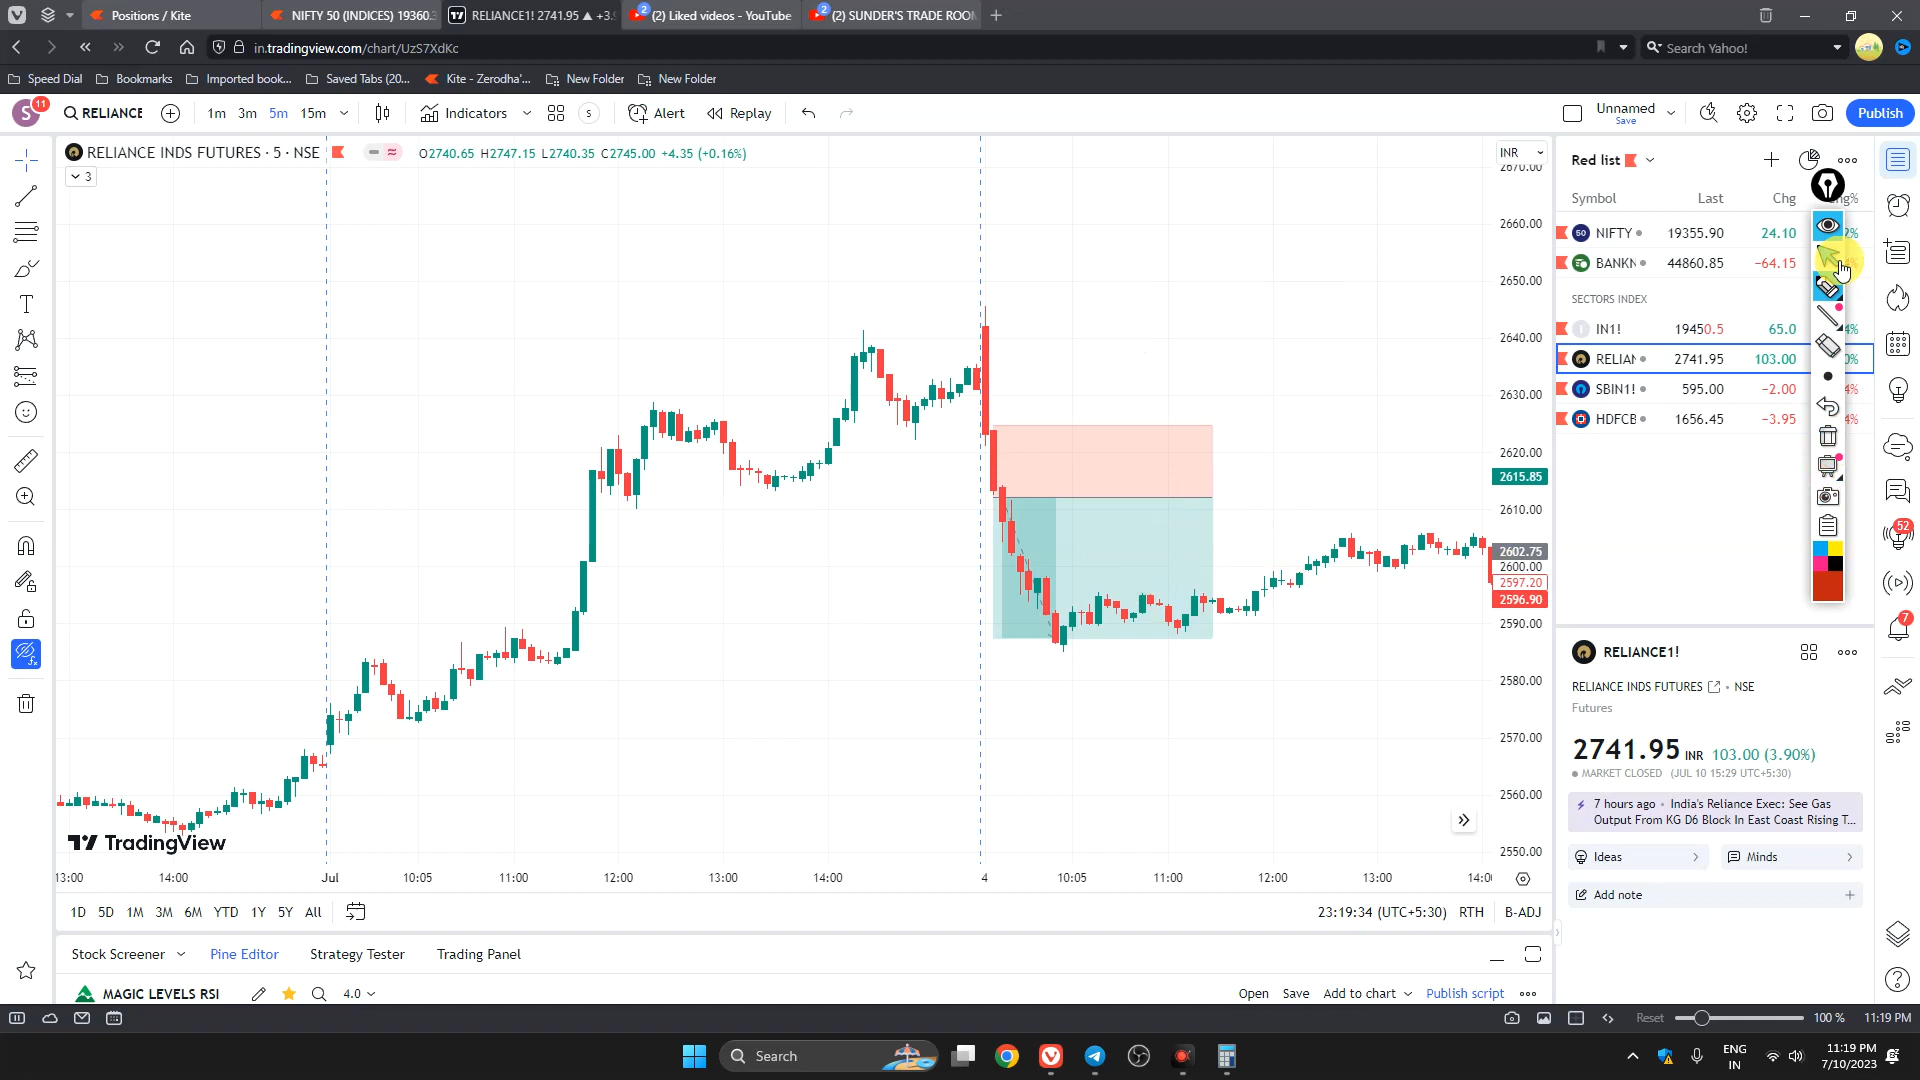 Positions / Kite
NIFTY 50 (INDICES) 19360.3
RELIANCE1! 2741.95 ▲ +3.9
2
(2) Liked videos - YouTube
2
(2) SUNDER'S TRADE ROOM
in.tradingview.com/chart/UzS7XdKc
Search Yahoo!
Speed Dial
Bookmarks
Imported book...
Saved Tabs (20...
Kite - Zerodha'...
New Folder
New Folder
S
11
RELIANCE
1m
3m
5m
15m
Indicators
S
Alert
Replay
Unnamed
Save
Publish
RELIANCE INDS FUTURES · 5 · NSE
O2740.65 H2747.15 L2740.35 C2745.00 +4.35 (+0.16%)
3
INR
2670.00
2660.00
2650.00
2640.00
2630.00
2620.00
2615.85
2610.00
2602.75
2600.00
2597.20
2596.90
2590.00
2580.00
2570.00
2560.00
2550.00
TradingView
13:00
14:00
Jul
10:05
11:00
12:00
13:00
14:00
4
10:05
11:00
12:00
13:00
14:0
1D
5D
1M
3M
6M
YTD
1Y
5Y
All
23:19:34 (UTC+5:30)
RTH
B-ADJ
Stock Screener
Pine Editor
Strategy Tester
Trading Panel
MAGIC LEVELS RSI
4.0
Open
Save
Add to chart
Publish script
Red list
Symbol
Last
Chg
50 NIFTY 19355.90 24.10
BANKN 44860.85 −64.15
SECTORS INDEX
I IN1! 19450.5 65.0
RELIAN 2741.95 103.00
SBIN1! 595.00 −2.00
HDFCB 1656.45 −3.95
RELIANCE1!
RELIANCE INDS FUTURES • NSE
Futures
2741.95 INR 103.00 (3.90%)
MARKET CLOSED (JUL 10 15:29 UTC+5:30)
7 hours ago • India's Reliance Exec: See Gas
Output From KG D6 Block In East Coast Rising T...
Ideas
Minds
Add note
52
7
Reset
100 %
11:19 PM
Search
ENG
IN
11:19 PM
7/10/2023